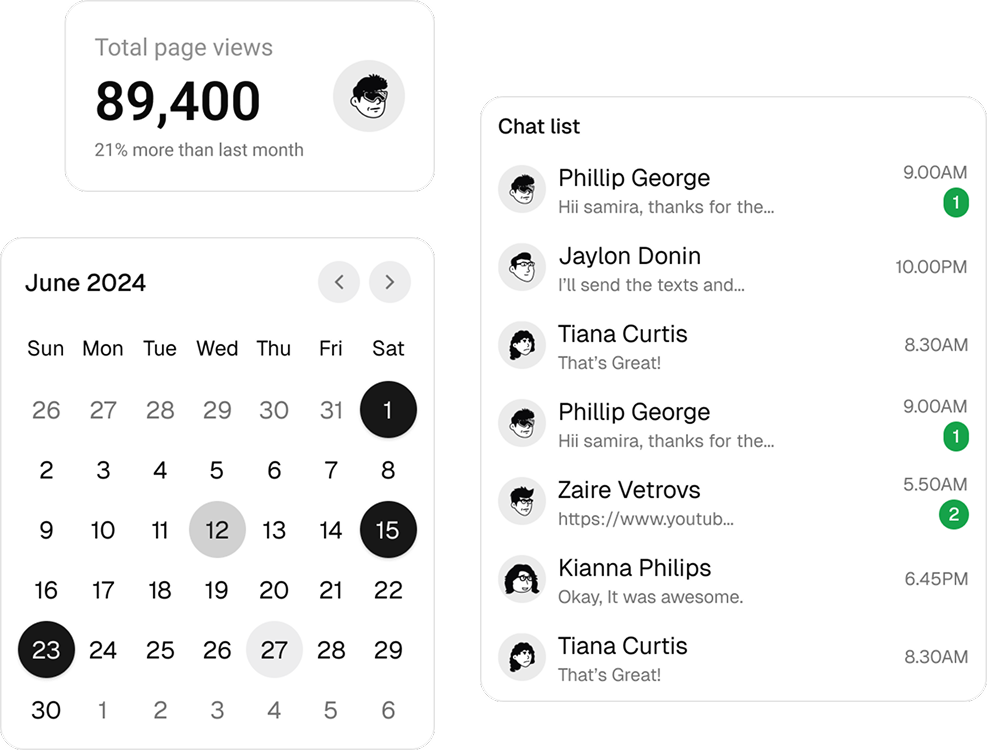 Total page views
89,400
21% more than last month
June 2024
Sun Mon Tue Wed Thu Fri Sat
26 27 28 29 30 31 1
2 3 4 5 6 7 8
9 10 11 12 13 14 15
16 17 18 19 20 21 22
23 24 25 26 27 28 29
30 1 2 3 4 5 6
Chat list
Phillip George 9.00AM
Hii samira, thanks for the... 1
Jaylon Donin 10.00PM
I’ll send the texts and...
Tiana Curtis 8.30AM
That’s Great!
Phillip George 9.00AM
Hii samira, thanks for the... 1
Zaire Vetrovs 5.50AM
https://www.youtub... 2
Kianna Philips 6.45PM
Okay, It was awesome.
Tiana Curtis 8.30AM
That’s Great!